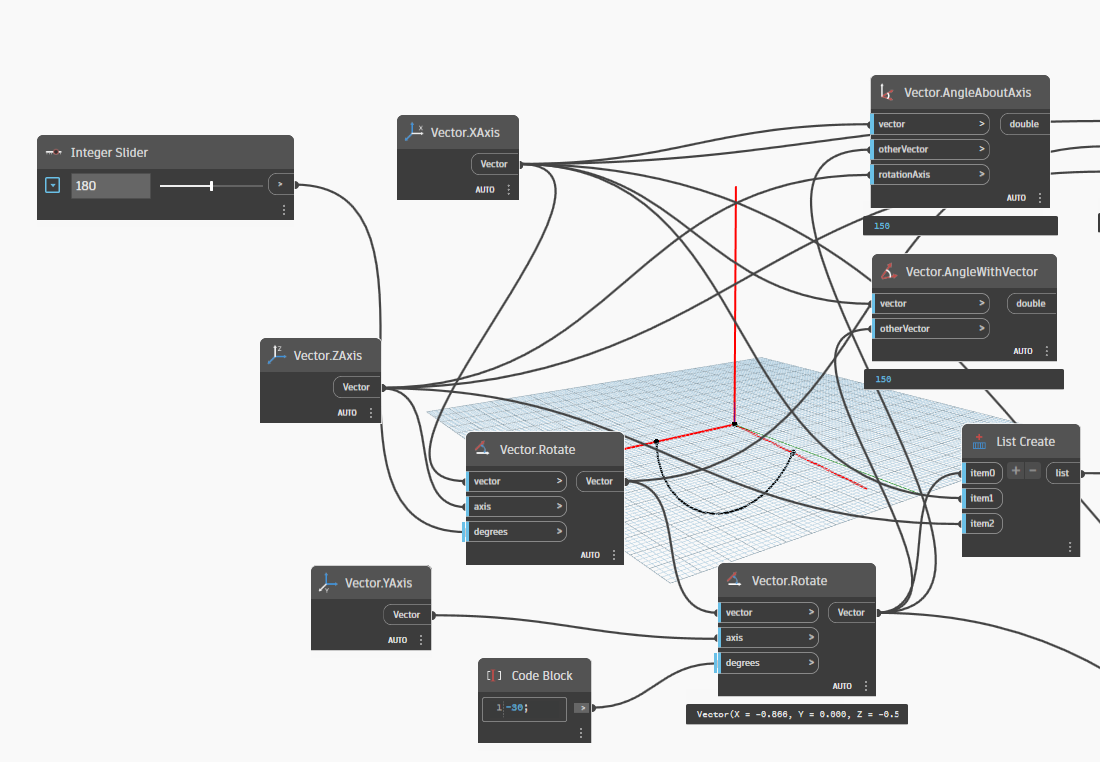 Vector.AngleAboutAxis
vector >
double
otherVector >
rotationAxis >
AUTO
150
Vector.XAxis
Vector
AUTO
Integer Slider
180
>
Vector.AngleWithVector
vector >
double
otherVector >
AUTO
150
Z
Vector.ZAxis
Vector
AUTO
List Create
item0
+ −
list
item1
item2
Vector.Rotate
vector >
Vector
axis >
degrees >
AUTO
Y
Vector.YAxis
Vector
AUTO
Vector.Rotate
vector >
Vector
axis >
degrees >
AUTO
Vector(X = -0.866, Y = 0.000, Z = -0.5
Code Block
1 -30;
>
X